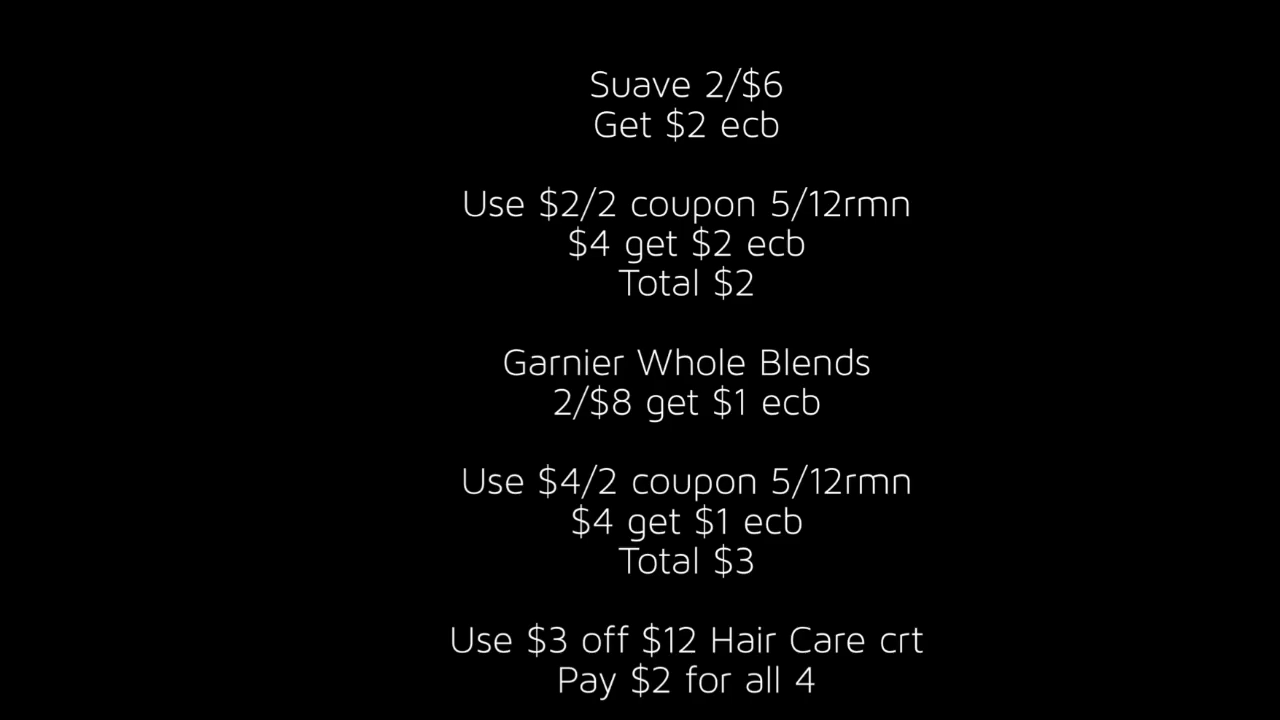 Suave 2/$6
Get $2 ecb
Use $2/2 coupon 5/12rmn
$4 get $2 ecb
Total $2
Garnier Whole Blends
2/$8 get $1 ecb
Use $4/2 coupon 5/12rmn
$4 get $1 ecb
Total $3
Use $3 off $12 Hair Care crt
Pay $2 for all 4